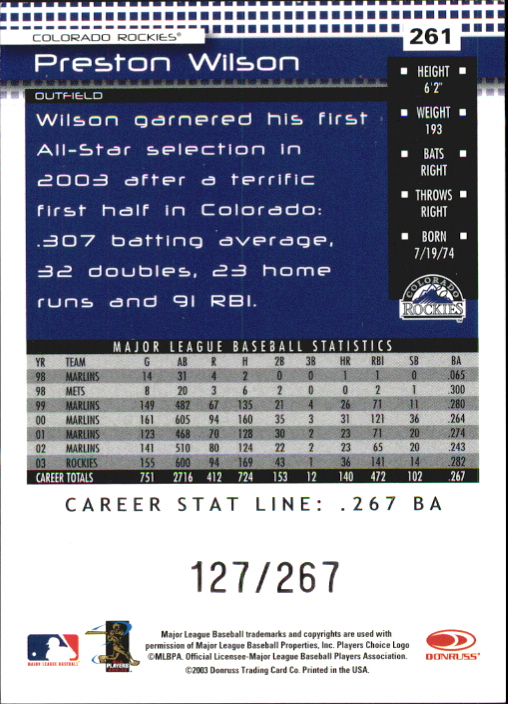 COLORADO ROCKIES®
261
Preston Wilson
OUTFIELD
Wilson garnered his first
All-Star selection in
2003 after a terrific
first half in Colorado:
.307 batting average,
32 doubles, 23 home
runs and 91 RBI.
HEIGHT
6'2"
WEIGHT
193
BATS
RIGHT
THROWS
RIGHT
BORN
7/19/74
COLORADO
ROCKIES
MAJOR LEAGUE BASEBALL STATISTICS
YR TEAM G AB R H 2B 3B HR RBI SB BA
98 MARLINS 14 31 4 2 0 0 1 1 0 .065
98 METS 8 20 3 6 2 0 0 2 1 .300
99 MARLINS 149 482 67 135 21 4 26 71 11 .280
00 MARLINS 161 605 94 160 35 3 31 121 36 .264
01 MARLINS 123 468 70 128 30 2 23 71 20 .274
02 MARLINS 141 510 80 124 22 2 23 65 20 .243
03 ROCKIES 155 600 94 169 43 1 36 141 14 .282
CAREER TOTALS 751 2716 412 724 153 12 140 472 102 .267
CAREER STAT LINE: .267 BA
127/267
Major League Baseball trademarks and copyrights are used with
permission of Major League Baseball Properties, Inc. Players Choice Logo
©MLBPA. Official Licensee-Major League Baseball Players Association.
©2003 Donruss Trading Card Co. Printed in the USA.
MAJOR LEAGUE BASEBALL
PLAYERS
CHOICE
DONRUSS